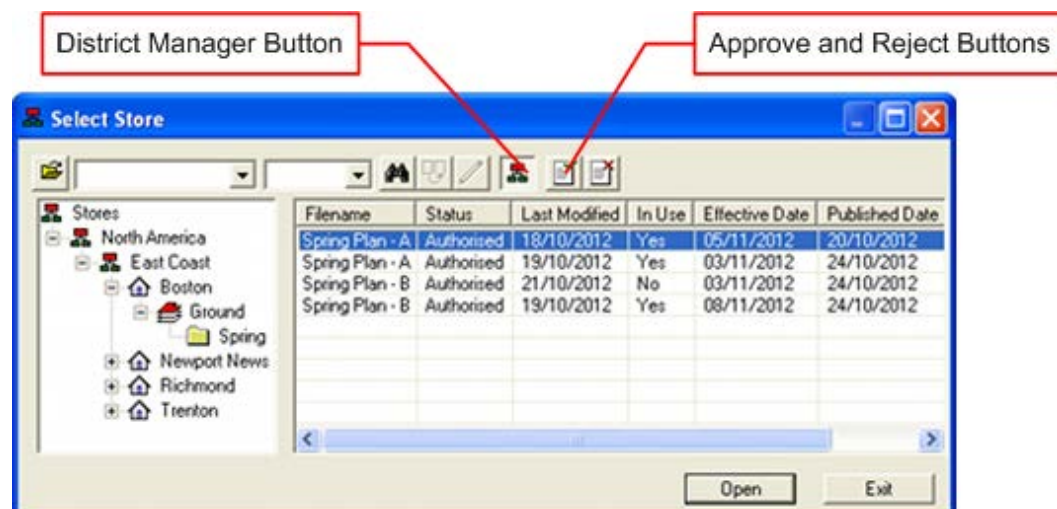 District Manager Button
Approve and Reject Buttons
Select Store
Stores
North America
East Coast
Boston
Ground
Spring
Newport News
Richmond
Trenton
Filename Status Last Modified In Use Effective Date Published Date
Spring Plan - A Authorised 18/10/2012 Yes 05/11/2012 20/10/2012
Spring Plan - A Authorised 19/10/2012 Yes 03/11/2012 24/10/2012
Spring Plan - B Authorised 21/10/2012 No 03/11/2012 24/10/2012
Spring Plan - B Authorised 19/10/2012 Yes 08/11/2012 24/10/2012
Open
Exit